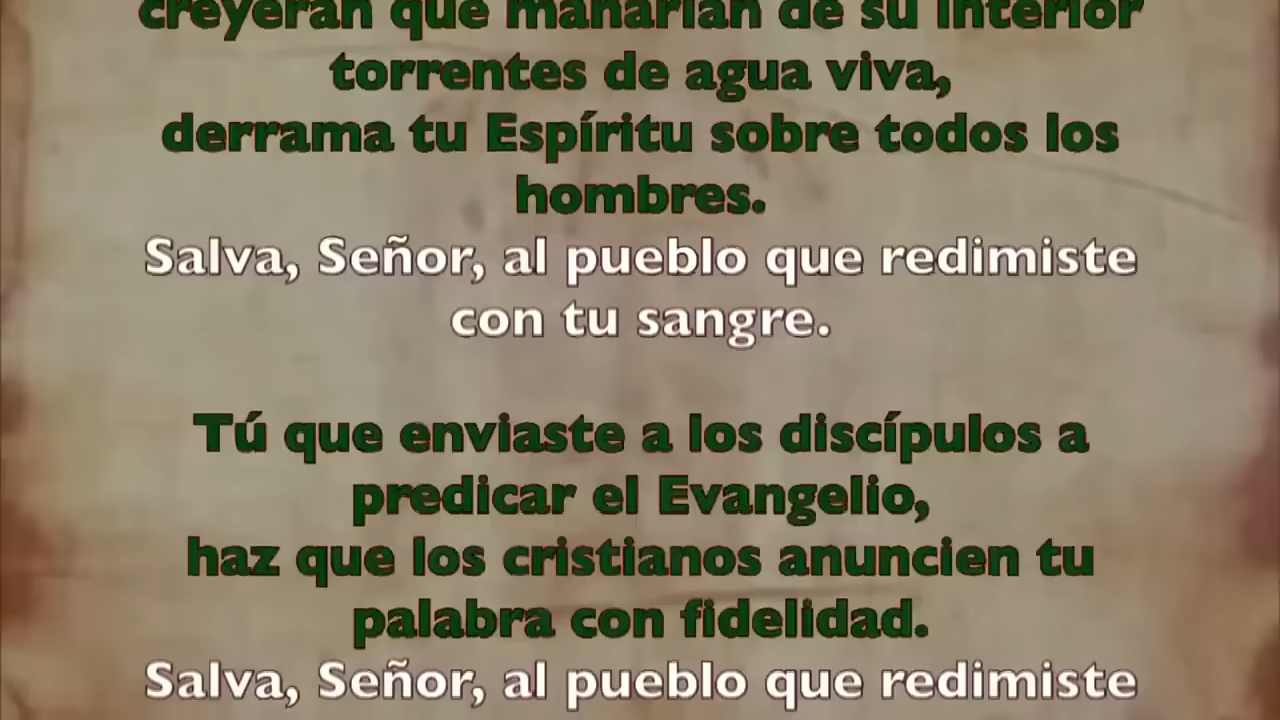 creyeran que manarían de su interior
torrentes de agua viva,
derrama tu Espíritu sobre todos los
hombres.
Salva, Señor, al pueblo que redimiste
con tu sangre.
Tú que enviaste a los discípulos a
predicar el Evangelio,
haz que los cristianos anuncien tu
palabra con fidelidad.
Salva, Señor, al pueblo que redimiste